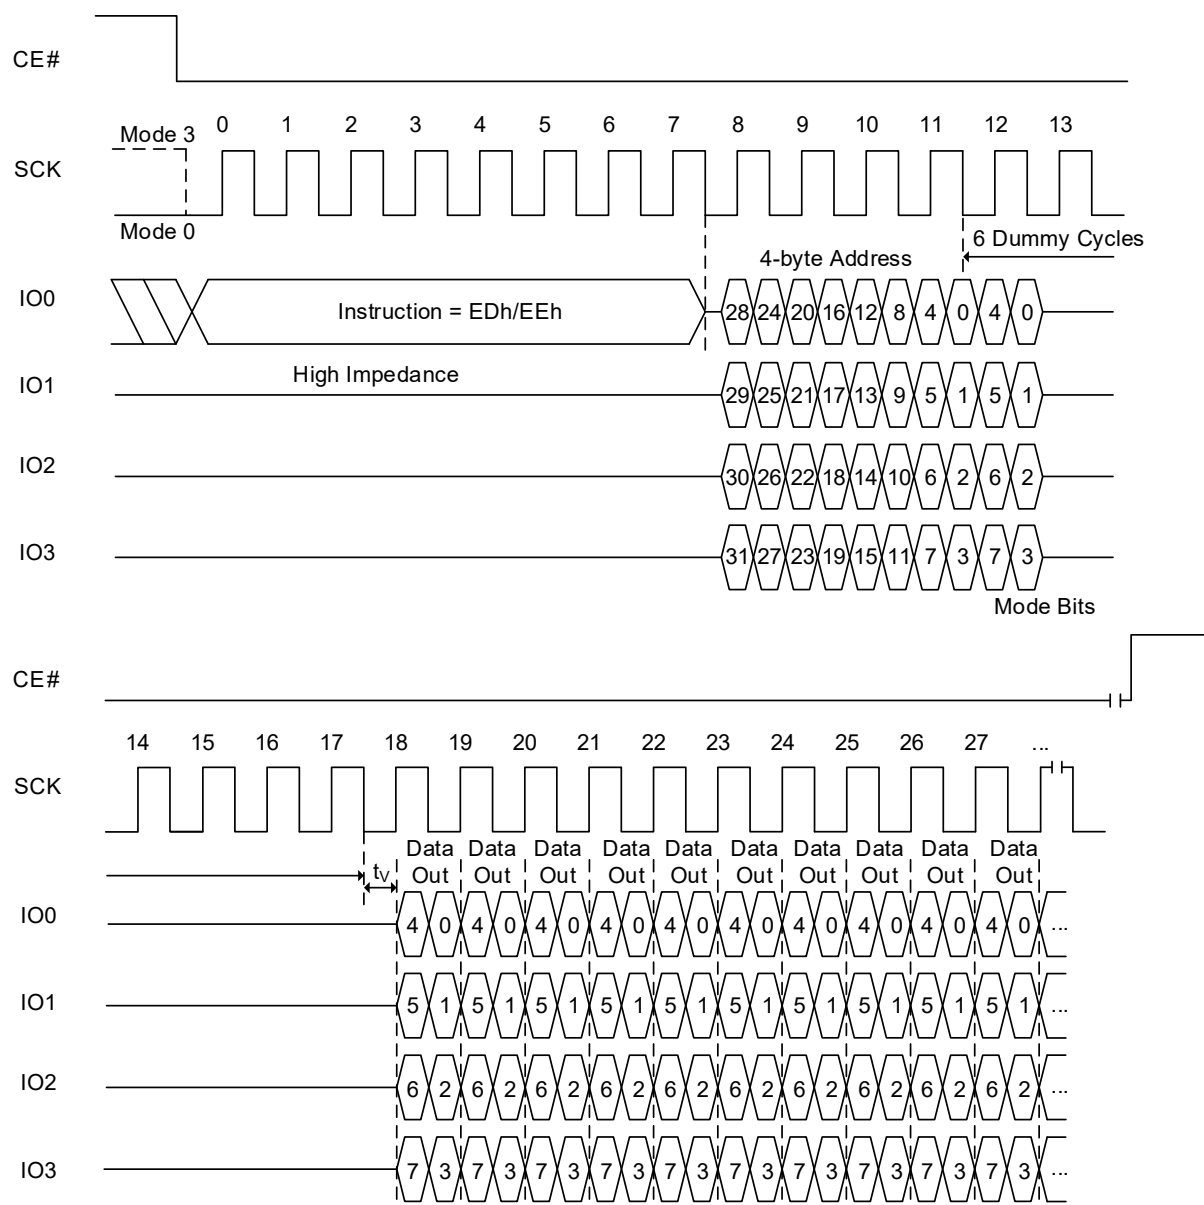 CE#
0 1 2 3 4 5 6 7 8 9 10 11 12 13
Mode 3
SCK
Mode 0
6 Dummy Cycles
4-byte Address
IO0
Instruction = EDh/EEh
28 24 20 16 12 8 4 0 4 0
High Impedance
IO1
29 25 21 17 13 9 5 1 5 1
IO2
30 26 22 18 14 10 6 2 6 2
IO3
31 27 23 19 15 11 7 3 7 3
Mode Bits
CE#
14 15 16 17 18 19 20 21 22 23 24 25 26 27 ...
SCK
Data Data Data Data Data Data Data Data Data Data
tV Out Out Out Out Out Out Out Out Out Out
IO0
4 0 4 0 4 0 4 0 4 0 4 0 4 0 4 0 4 0 4 0 ...
IO1
5 1 5 1 5 1 5 1 5 1 5 1 5 1 5 1 5 1 5 1 ...
IO2
6 2 6 2 6 2 6 2 6 2 6 2 6 2 6 2 6 2 6 2 ...
IO3
7 3 7 3 7 3 7 3 7 3 7 3 7 3 7 3 7 3 7 3 ...